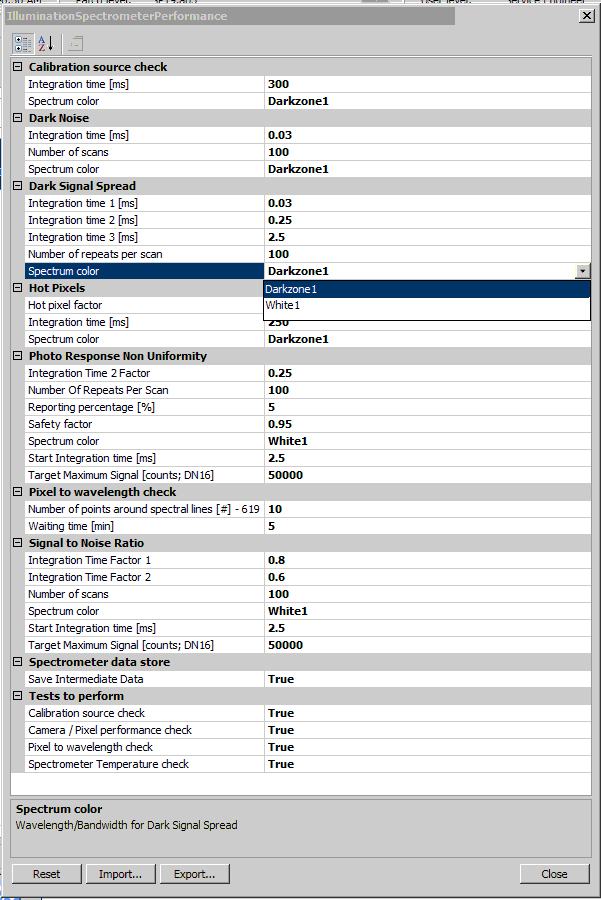 IlluminationSpectrometerPerformance
Calibration source check
Integration time [ms] 300
Spectrum color Darkzone1
Dark Noise
Integration time [ms] 0.03
Number of scans 100
Spectrum color Darkzone1
Dark Signal Spread
Integration time 1 [ms] 0.03
Integration time 2 [ms] 0.25
Integration time 3 [ms] 2.5
Number of repeats per scan 100
Spectrum color Darkzone1
Darkzone1
White1
Hot Pixels
Hot pixel factor
Integration time [ms] 250
Spectrum color Darkzone1
Photo Response Non Uniformity
Integration Time 2 Factor 0.25
Number Of Repeats Per Scan 100
Reporting percentage [%] 5
Safety factor 0.95
Spectrum color White1
Start Integration time [ms] 2.5
Target Maximum Signal [counts; DN16] 50000
Pixel to wavelength check
Number of points around spectral lines [#] - 619 10
Waiting time [min] 5
Signal to Noise Ratio
Integration Time Factor 1 0.8
Integration Time Factor 2 0.6
Number of scans 100
Spectrum color White1
Start Integration time [ms] 2.5
Target Maximum Signal [counts; DN16] 50000
Spectrometer data store
Save Intermediate Data True
Tests to perform
Calibration source check True
Camera / Pixel performance check True
Pixel to wavelength check True
Spectrometer Temperature check True
Spectrum color
Wavelength/Bandwidth for Dark Signal Spread
Reset Import... Export... Close